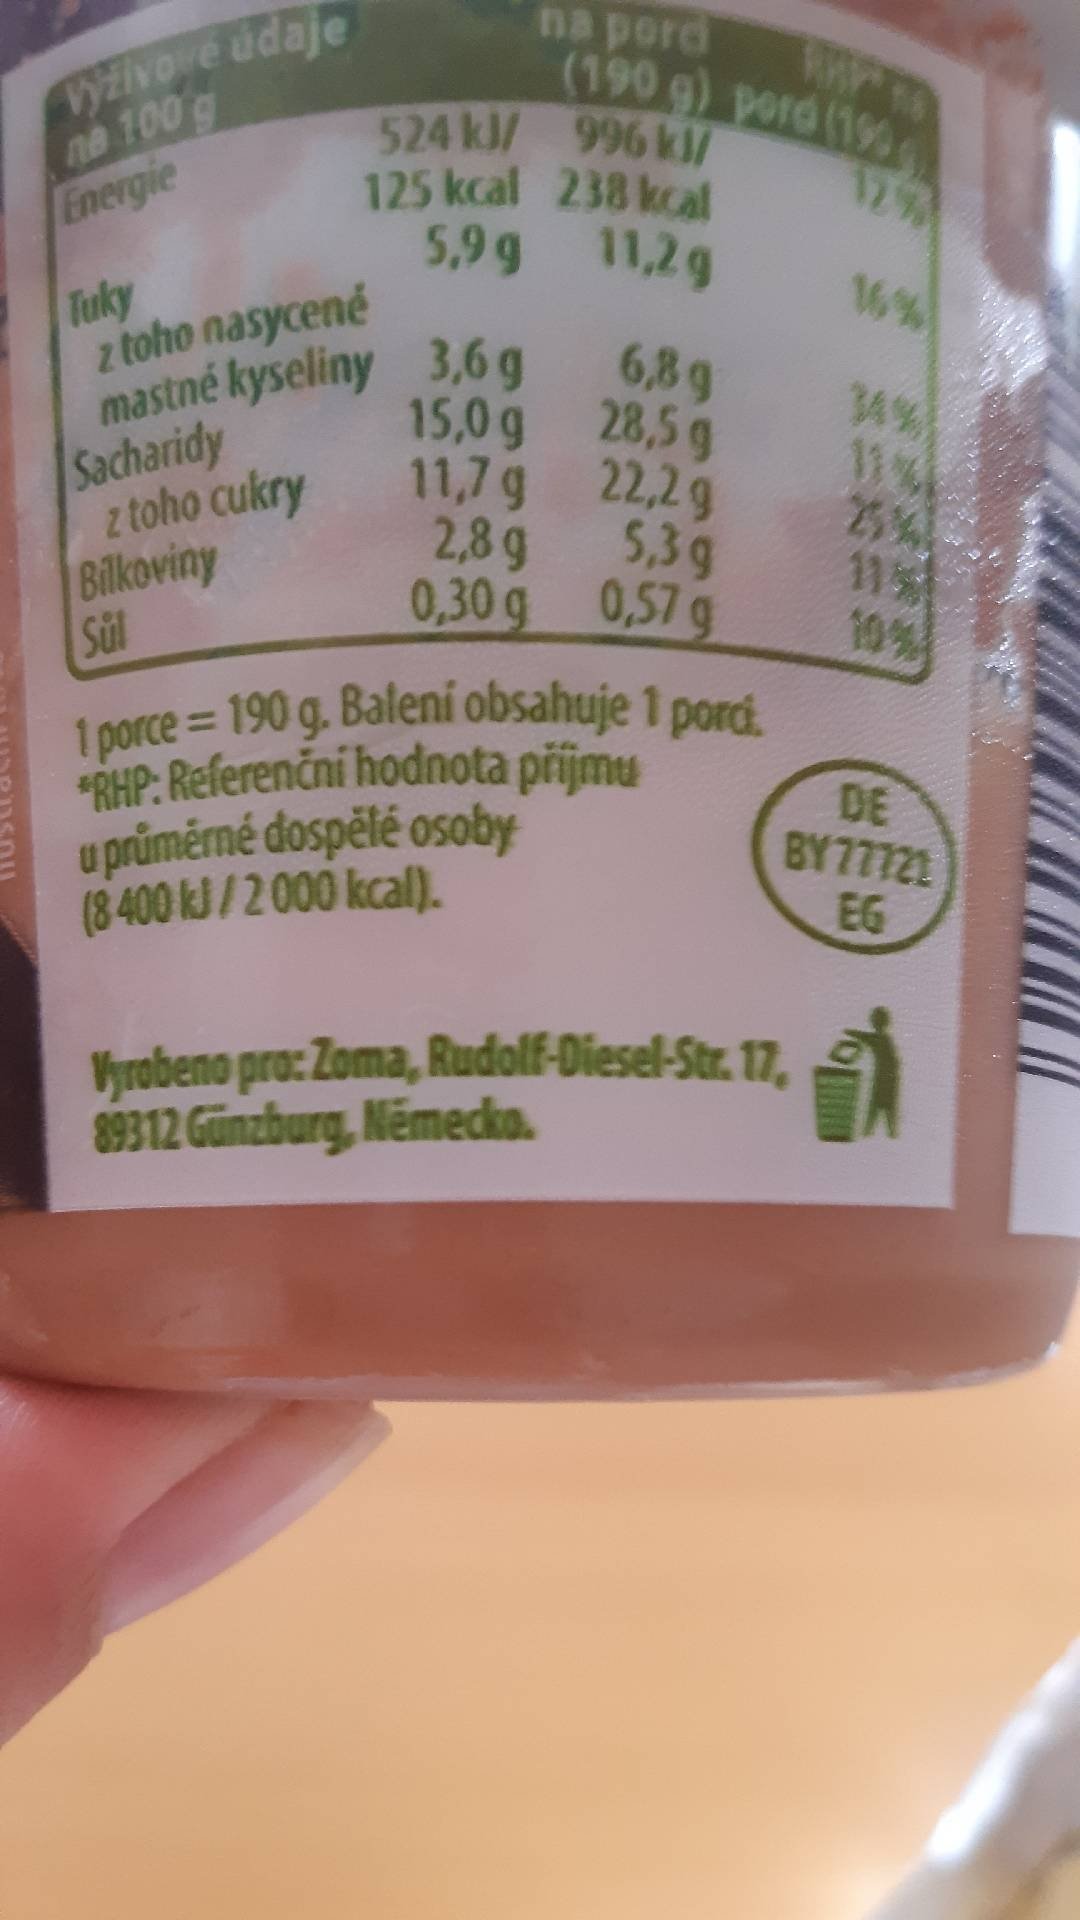 Výživové údaje
na 100 g
na porci
(190 g)
RHP* na
porci (190 g)
Energie 524 kJ/ 996 kJ/
125 kcal 238 kcal 12 %
Tuky 5,9 g 11,2 g 16 %
z toho nasycené
mastné kyseliny 3,6 g 6,8 g 34 %
Sacharidy 15,0 g 28,5 g 11 %
z toho cukry 11,7 g 22,2 g 25 %
Bílkoviny 2,8 g 5,3 g 11 %
Sůl 0,30 g 0,57 g 10 %
1 porce = 190 g. Balení obsahuje 1 porci.
*RHP: Referenční hodnota příjmu
u průměrné dospělé osoby
(8 400 kJ / 2 000 kcal).
DE
BY 77721
EG
Vyrobeno pro: Zoma, Rudolf-Diesel-Str. 17,
89312 Günzburg, Německo.